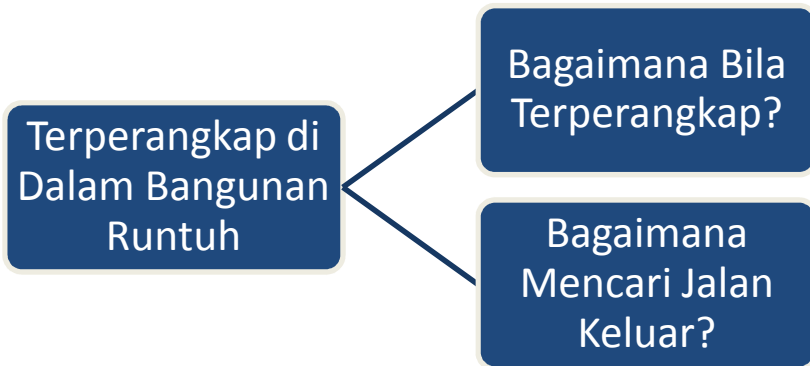 Terperangkap di
Dalam Bangunan
Runtuh
Bagaimana Bila
Terperangkap?
Bagaimana
Mencari Jalan
Keluar?